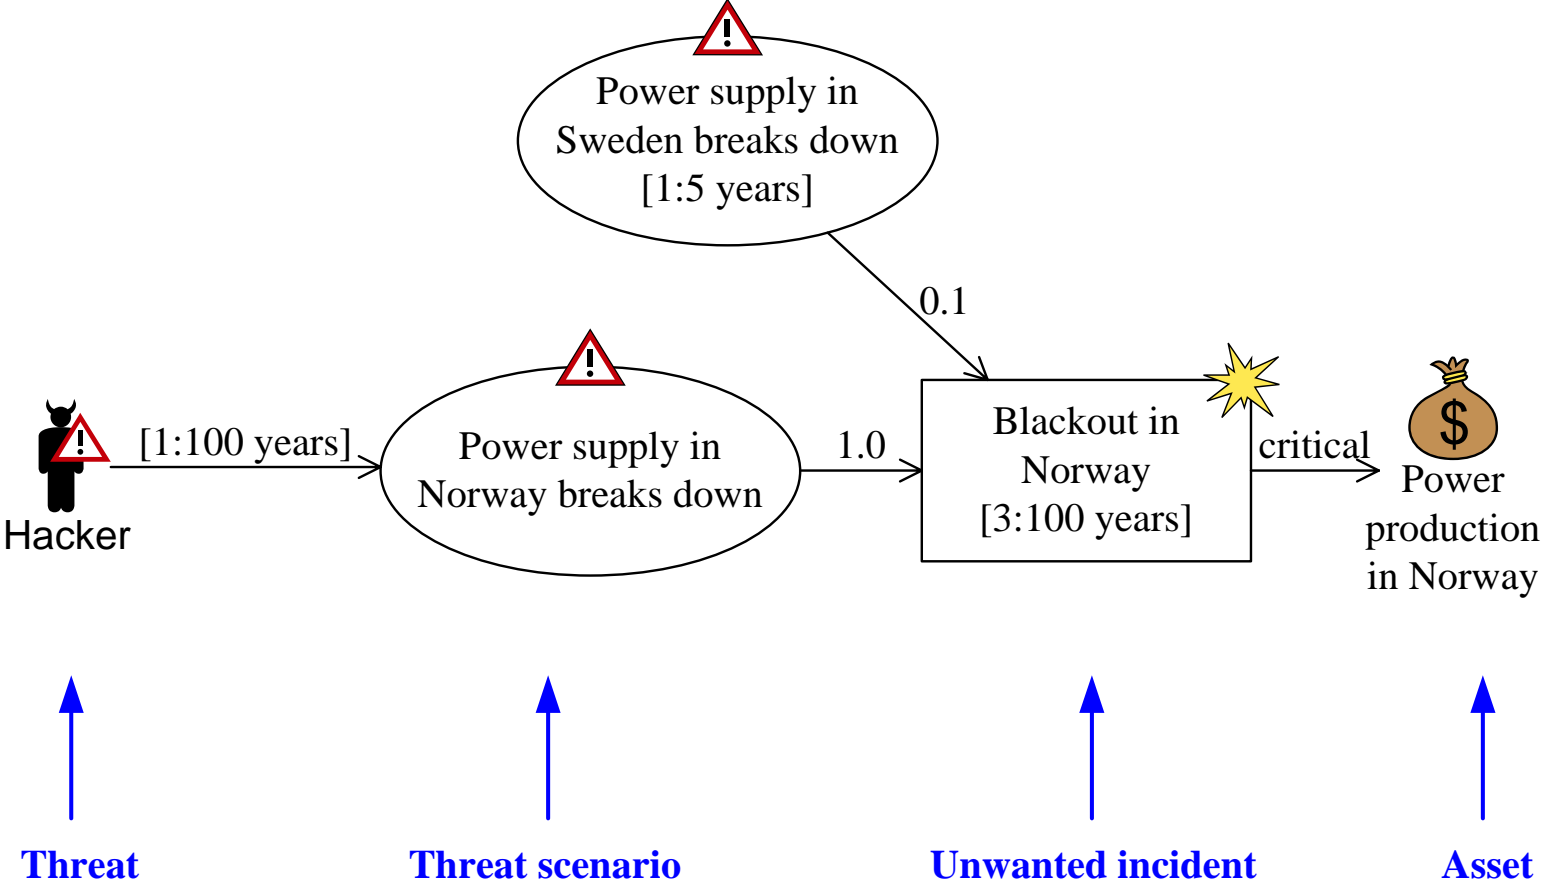 Power supply in
Sweden breaks down
[1:5 years]
0.1
Hacker
[1:100 years]
Power supply in
Norway breaks down
1.0
Blackout in
Norway
[3:100 years]
critical
$
Power
production
in Norway
Threat
Threat scenario
Unwanted incident
Asset